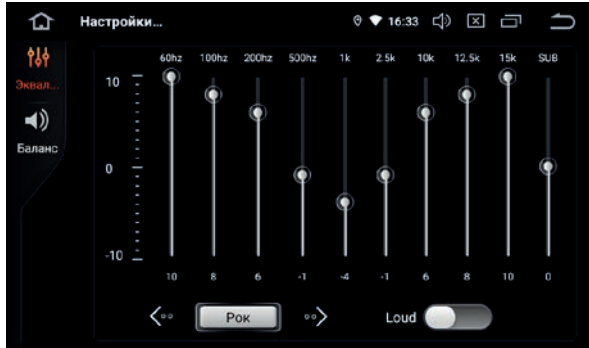 Настройки... 16:33
60hz 100hz 200hz 500hz 1k 2.5k 10k 12.5k 15k SUB
Эквал...
10
Баланс
0
-10
10 8 6 -1 -4 -1 6 8 10 0
Рок Loud